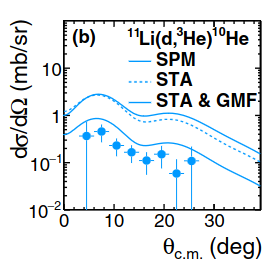 (b) ¹¹Li(d,³He)¹⁰He
SPM
STA
STA & GMF
dσ/dΩ (mb/sr)
10
1
10⁻¹
10⁻²
0 10 20 30
θc.m. (deg)